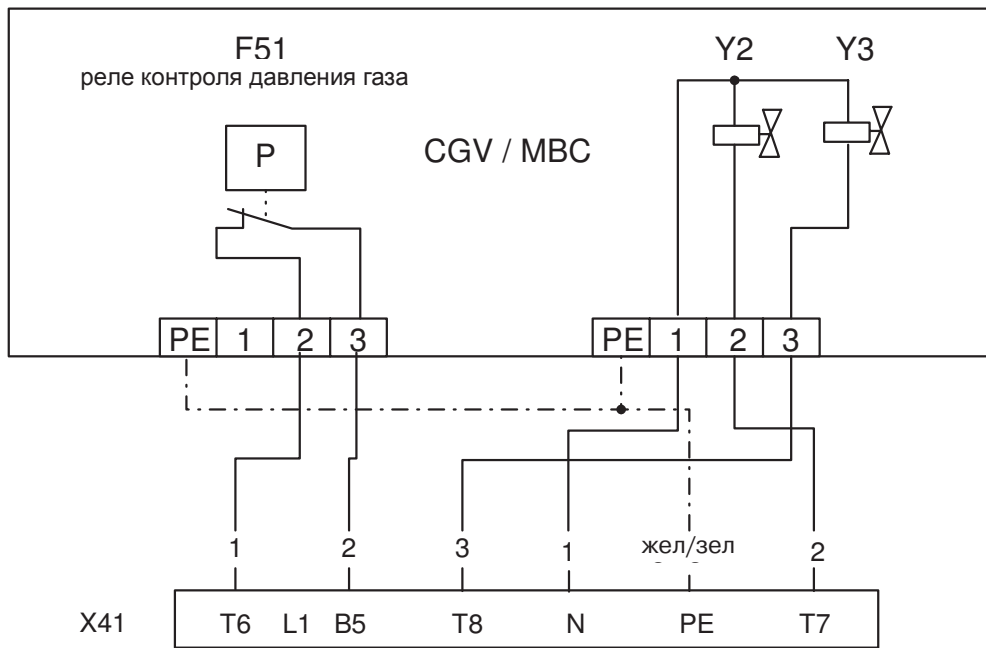 F51
реле контроля давления газа
Y2 Y3
P
CGV / MBC
PE 1 2 3
PE 1 2 3
1 2 3 1 жел/зел 2
X41 T6 L1 B5 T8 N PE T7